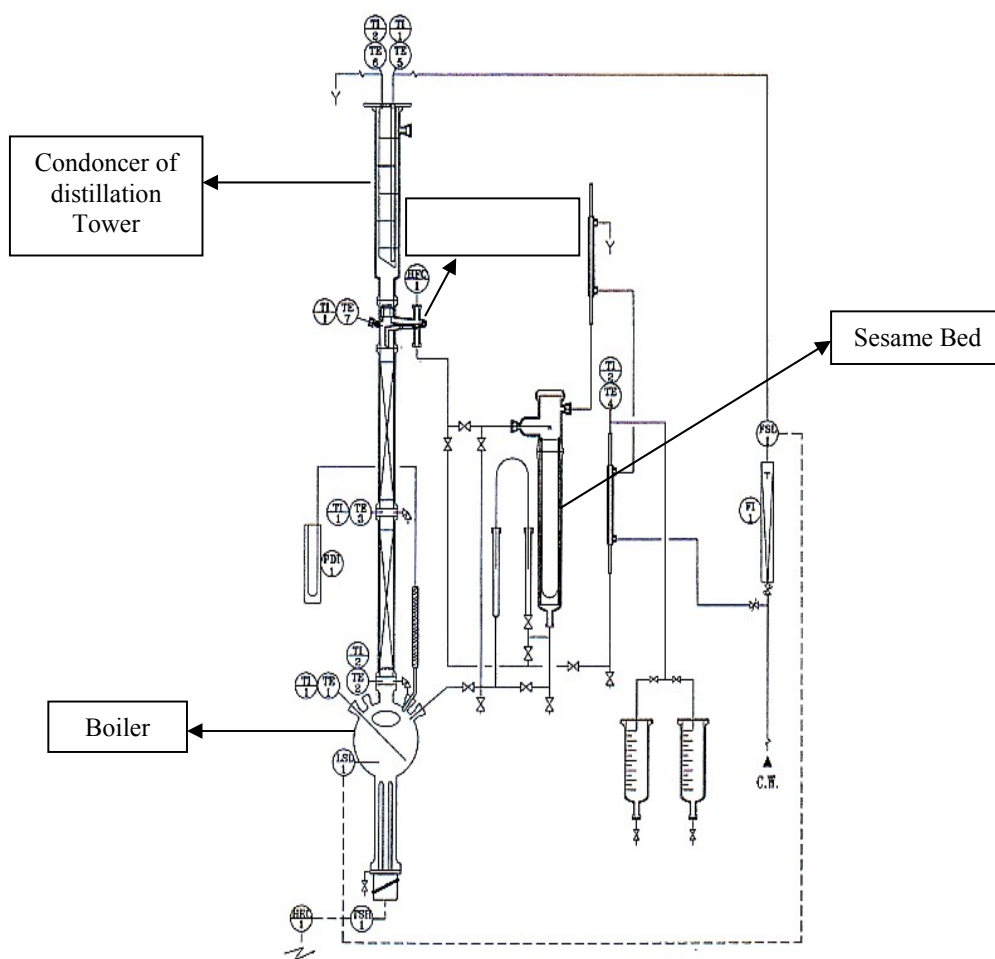 TI
2
TI
1
TE
6
TE
5
Condoncer of
distillation
Tower
HFC
1
TI
1
TE
7
Sesame Bed
TI
2
TE
4
FSL
1
FI
1
TI
1
TE
3
PDI
1
TI
2
TE
2
TI
1
TE
1
Boiler
LSL
1
C.W.
TSH
1